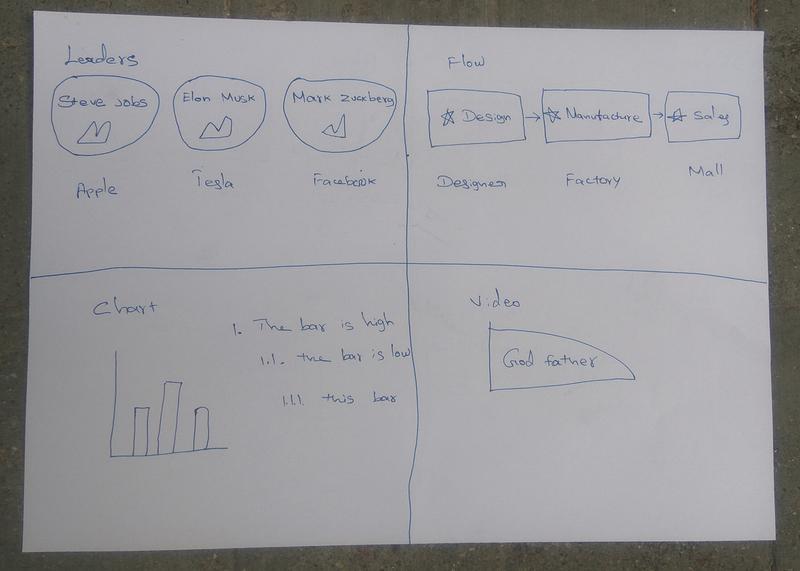 Leaders
Steve Jobs
Elon Musk
Mark Zuckberg
Apple
Tesla
Facebook
Flow
Design
Manufacture
Sales
Designer
Factory
Mall
Chart
1. The bar is high
1.1. the bar is low
1.1.1. this bar
Video
God father